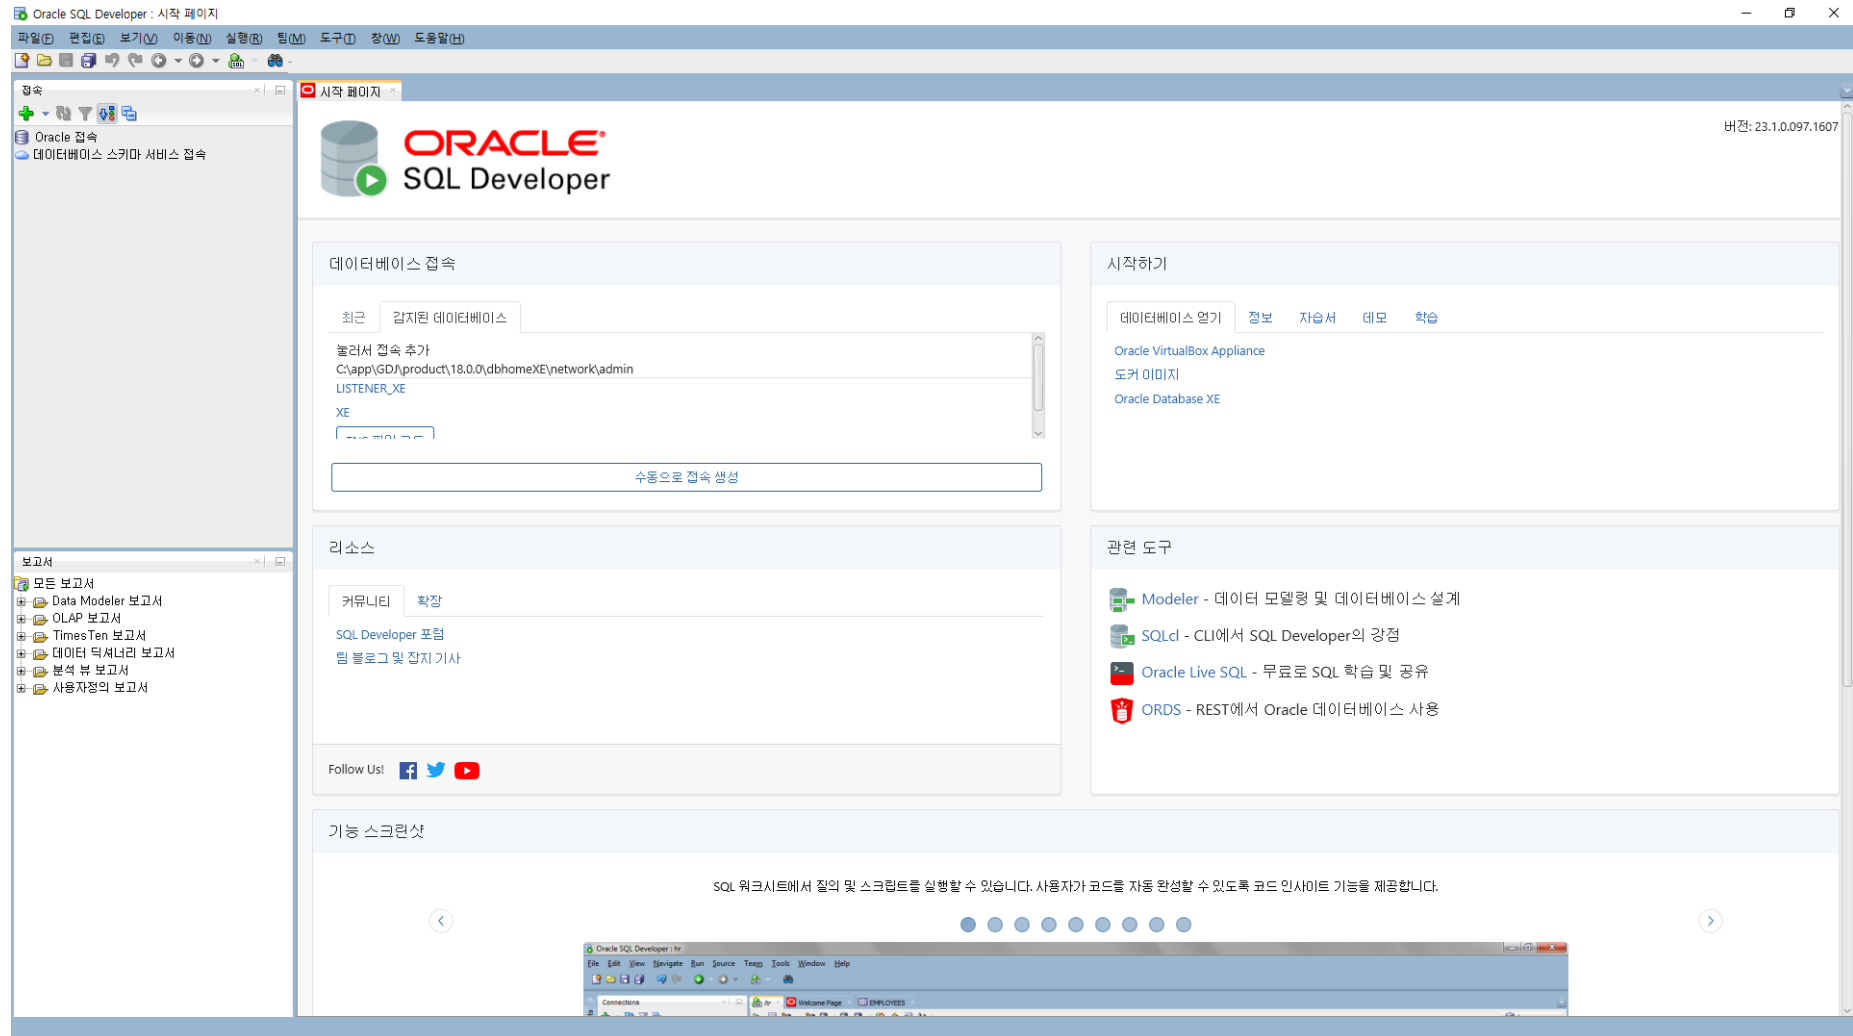 Oracle SQL Developer : 시작 페이지
파일(F) 편집(E) 보기(V) 이동(N) 실행(R) 팀(M) 도구(T) 창(W) 도움말(H)
접속
Oracle 접속
데이터베이스 스키마 서비스 접속
보고서
모든 보고서
Data Modeler 보고서
OLAP 보고서
TimesTen 보고서
데이터 딕셔너리 보고서
분석 뷰 보고서
사용자정의 보고서
시작 페이지
ORACLE
SQL Developer
버전: 23.1.0.097.1607
데이터베이스 접속
최근 감지된 데이터베이스
눌러서 접속 추가
C:\app\GDJ\product\18.0.0\dbhomeXE\network\admin
LISTENER_XE
XE
수동으로 접속 생성
시작하기
데이터베이스 얻기 정보 자습서 데모 학습
Oracle VirtualBox Appliance
도커 이미지
Oracle Database XE
리소스
커뮤니티 확장
SQL Developer 포럼
팀 블로그 및 잡지 기사
Follow Us!
관련 도구
Modeler - 데이터 모델링 및 데이터베이스 설계
SQLcl - CLI에서 SQL Developer의 강점
Oracle Live SQL - 무료로 SQL 학습 및 공유
ORDS - REST에서 Oracle 데이터베이스 사용
기능 스크린샷
SQL 워크시트에서 질의 및 스크립트를 실행할 수 있습니다. 사용자가 코드를 자동 완성할 수 있도록 코드 인사이트 기능을 제공합니다.
Oracle SQL Developer : hr
File Edit View Navigate Run Source Team Tools Window Help
Connections
hr Welcome Page EMPLOYEES